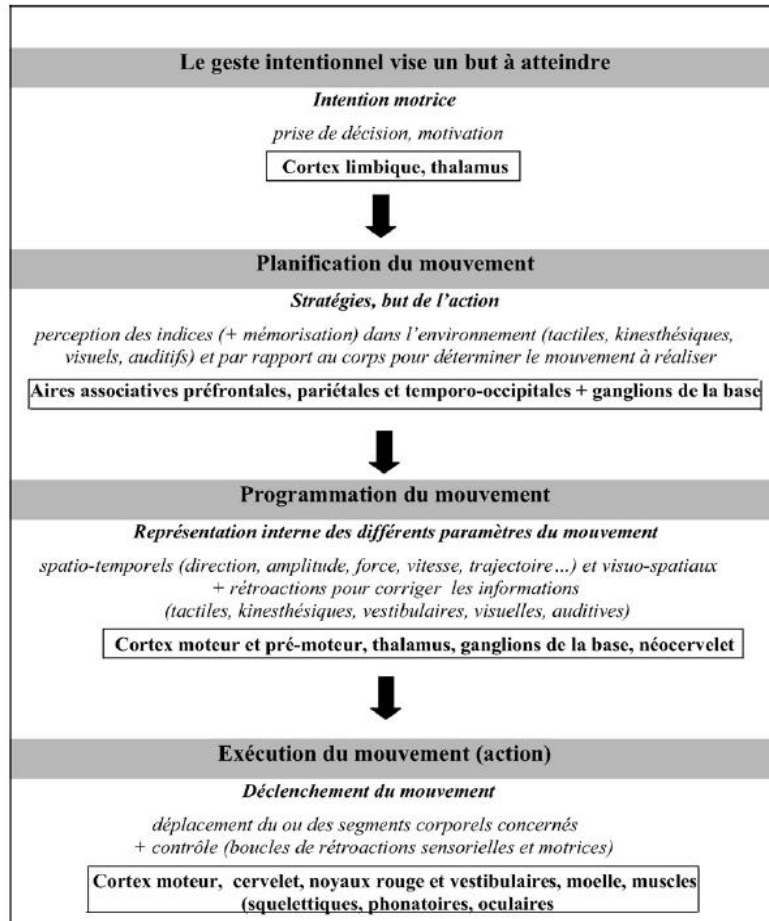 Le geste intentionnel vise un but à atteindre
Intention motrice
prise de décision, motivation
Cortex limbique, thalamus
Planification du mouvement
Stratégies, but de l'action
perception des indices (+ mémorisation) dans l'environnement (tactiles, kinesthésiques,
visuels, auditifs) et par rapport au corps pour déterminer le mouvement à réaliser
Aires associatives préfrontales, pariétales et temporo-occipitales + ganglions de la base
Programmation du mouvement
Représentation interne des différents paramètres du mouvement
spatio-temporels (direction, amplitude, force, vitesse, trajectoire…) et visuo-spatiaux
+ rétroactions pour corriger les informations
(tactiles, kinesthésiques, vestibulaires, visuelles, auditives)
Cortex moteur et pré-moteur, thalamus, ganglions de la base, néocervelet
Exécution du mouvement (action)
Déclenchement du mouvement
déplacement du ou des segments corporels concernés
+ contrôle (boucles de rétroactions sensorielles et motrices)
Cortex moteur, cervelet, noyaux rouge et vestibulaires, moelle, muscles
(squelettiques, phonatoires, oculaires